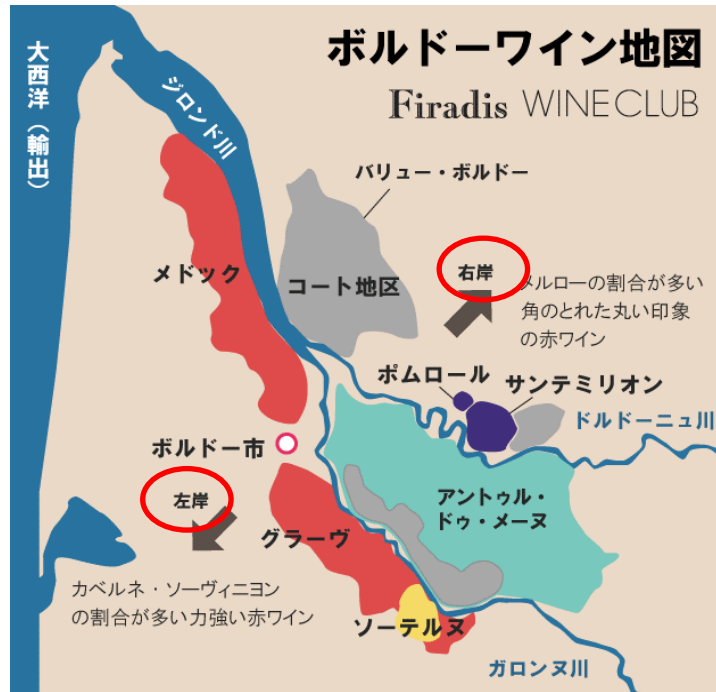 ボルドーワイン地図
Firadis WINE CLUB
大西洋（輸出）
ジロンド川
バリュー・ボルドー
メドック
コート地区
右岸
メルローの割合が多い
角のとれた丸い印象
の赤ワイン
ポムロール
サンテミリオン
ドルドーニュ川
ボルドー市
左岸
アントゥル・
ドゥ・メーヌ
グラーヴ
カベルネ・ソーヴィニヨン
の割合が多い力強い赤ワイン
ソーテルヌ
ガロンヌ川